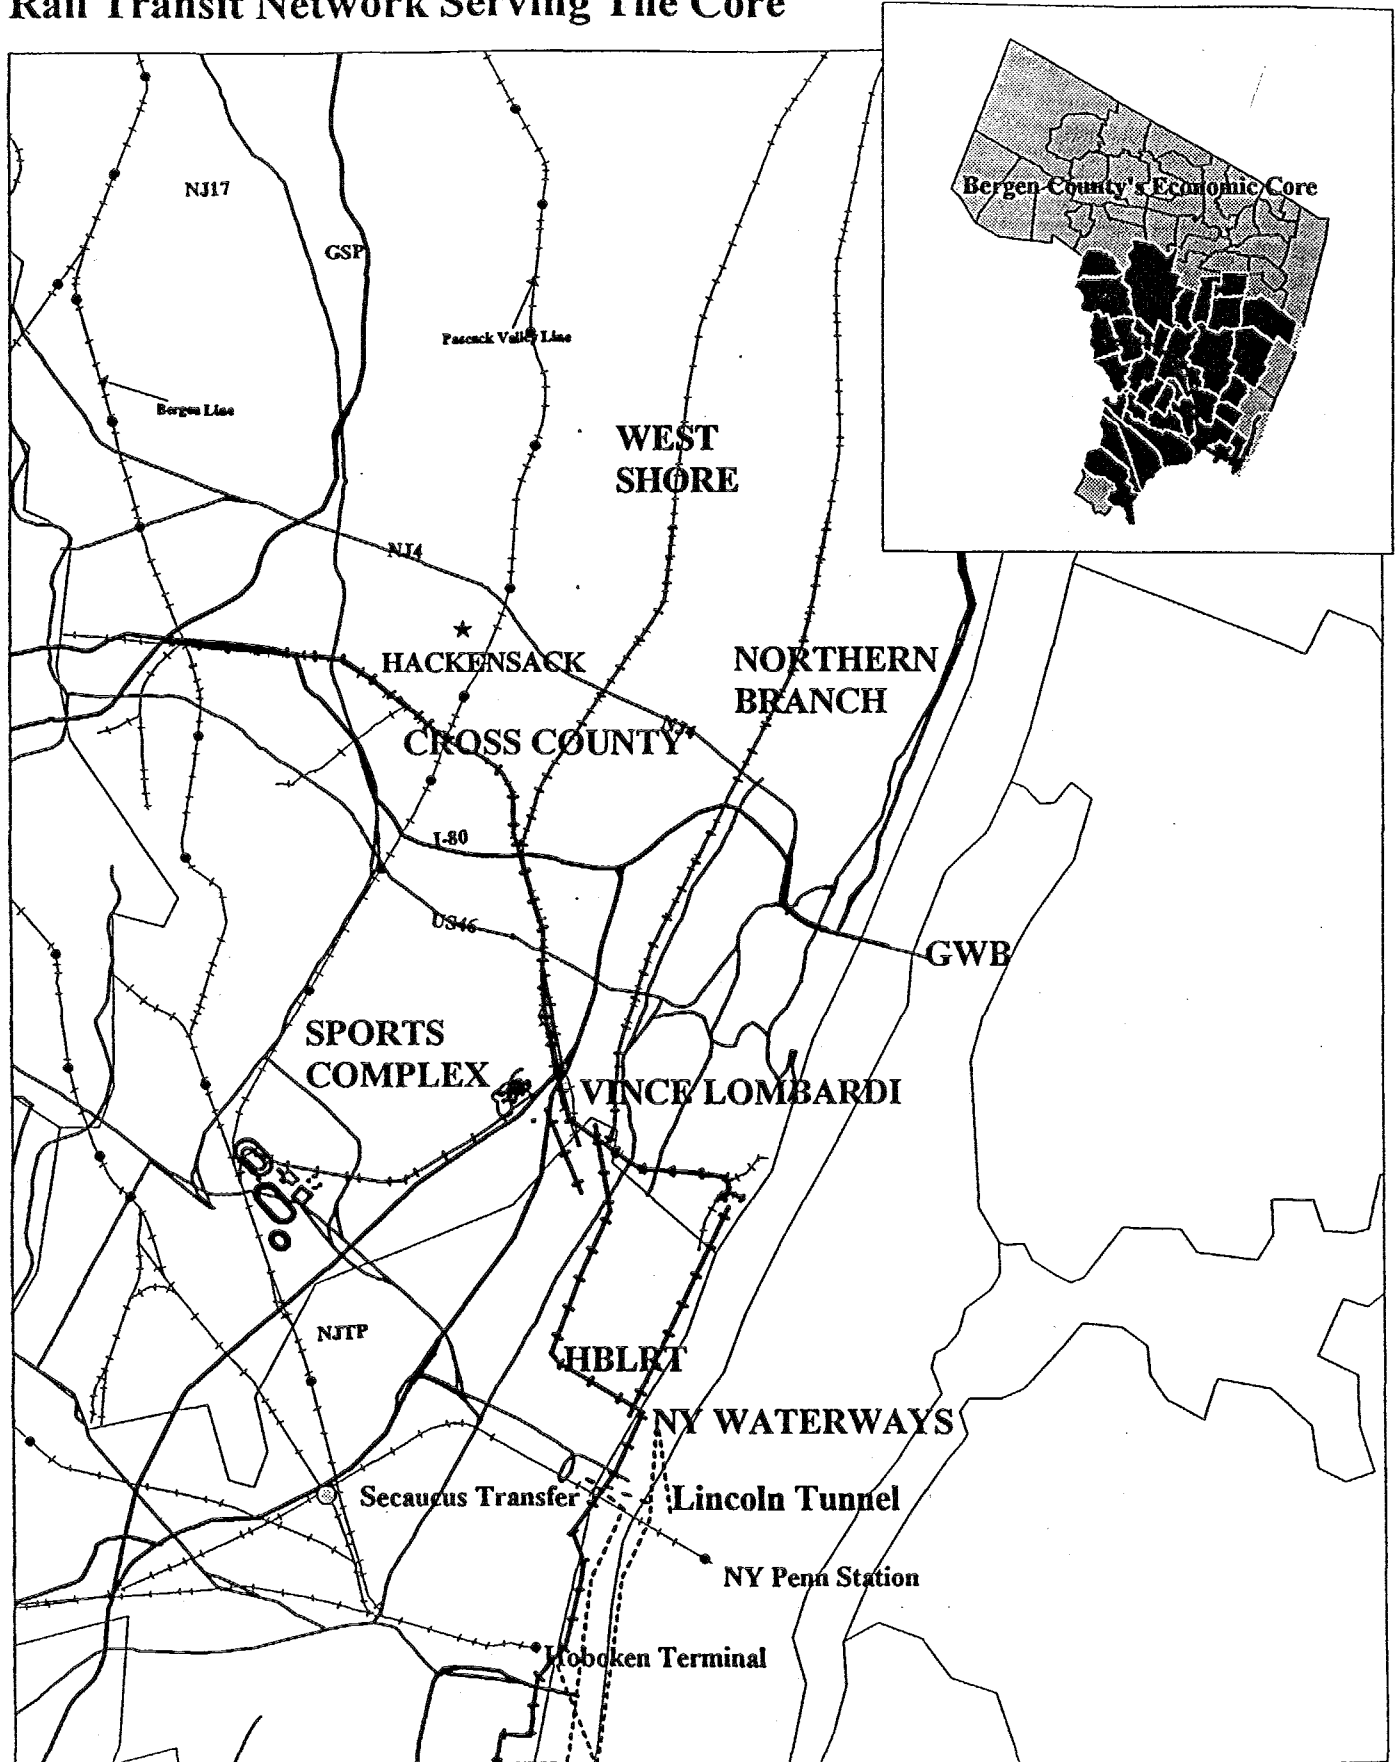 Rail Transit Network Serving The Core
Bergen County's Economic Core
NJ17
GSP
Pascack Valley Line
Bergen Line
WEST
SHORE
NJ4
HACKENSACK
NORTHERN
BRANCH
NJ4
CROSS COUNTY
I-80
US46
GWB
SPORTS
COMPLEX
VINCE LOMBARDI
NJTP
HBLRT
NY WATERWAYS
Secaucus Transfer
Lincoln Tunnel
NY Penn Station
Hoboken Terminal